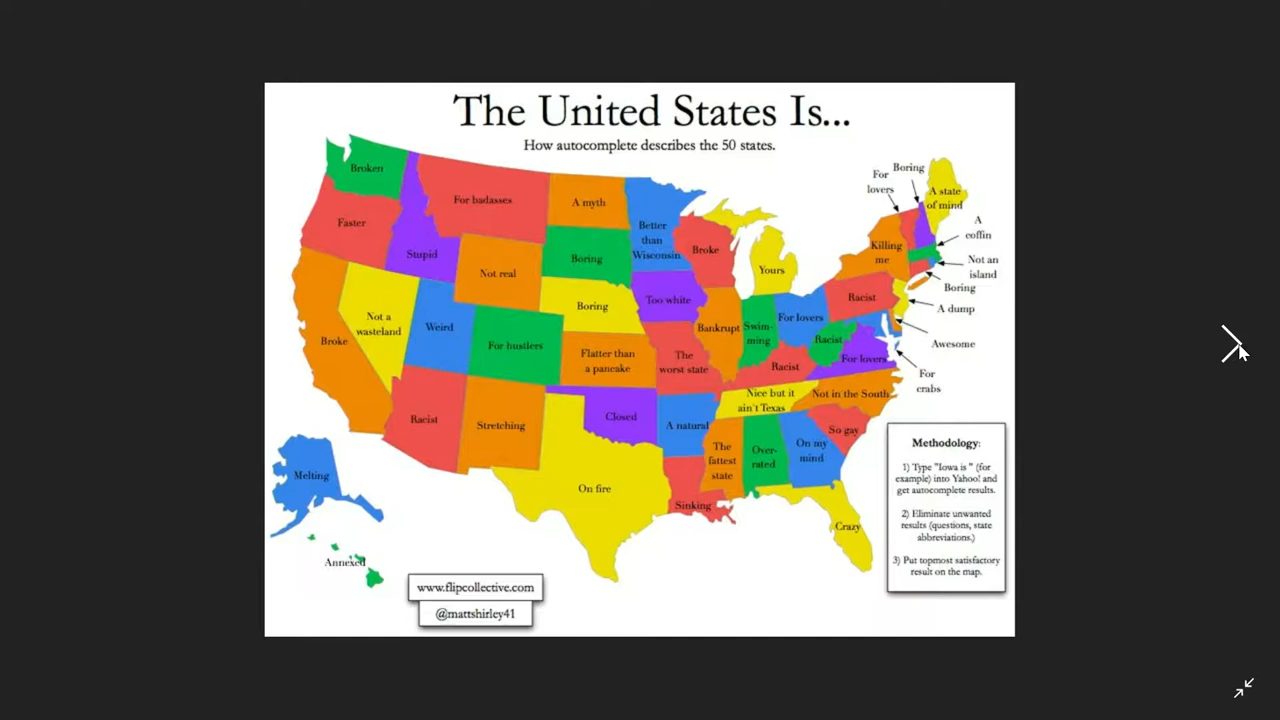 The United States Is...
How autocomplete describes the 50 states.
Broken
For badasses
A myth
Better
than
Wisconsin
Faster
Stupid
Not real
Boring
Broke
Yours
For
lovers
Boring
A state
of mind
A
coffin
Killing
me
Not an
island
Boring
A dump
Awesome
For
crabs
Broke
Not a
wasteland
Weird
For hustlers
Boring
Flatter than
a pancake
Too white
The
worst state
Bankrupt
Swim-
ming
For lovers
Racist
Racist
For lovers
Racist
Racist
Stretching
Closed
A natural
Nice but it
ain't Texas
Not in the South
So gay
On my
mind
Over-
rated
The
fattest
state
On fire
Sinking
Crazy
Melting
Annexed
www.flipcollective.com
@mattshirley41
Methodology:
1) Type "Iowa is " (for
example) into Yahoo! and
get autocomplete results.
2) Eliminate unwanted
results (questions, state
abbreviations.)
3) Put topmost satisfactory
result on the map.